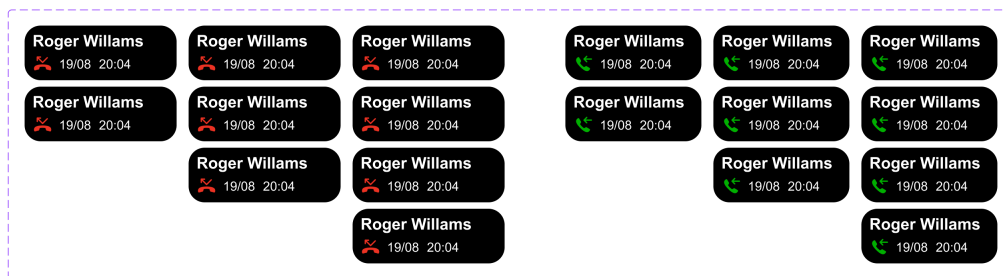 Roger Willams Roger Willams Roger Willams Roger Willams Roger Willams Roger Willams
19/08 20:04 19/08 20:04 19/08 20:04 19/08 20:04 19/08 20:04 19/08 20:04
Roger Willams Roger Willams Roger Willams Roger Willams Roger Willams Roger Willams
19/08 20:04 19/08 20:04 19/08 20:04 19/08 20:04 19/08 20:04 19/08 20:04
Roger Willams Roger Willams Roger Willams Roger Willams
19/08 20:04 19/08 20:04 19/08 20:04 19/08 20:04
Roger Willams Roger Willams
19/08 20:04 19/08 20:04